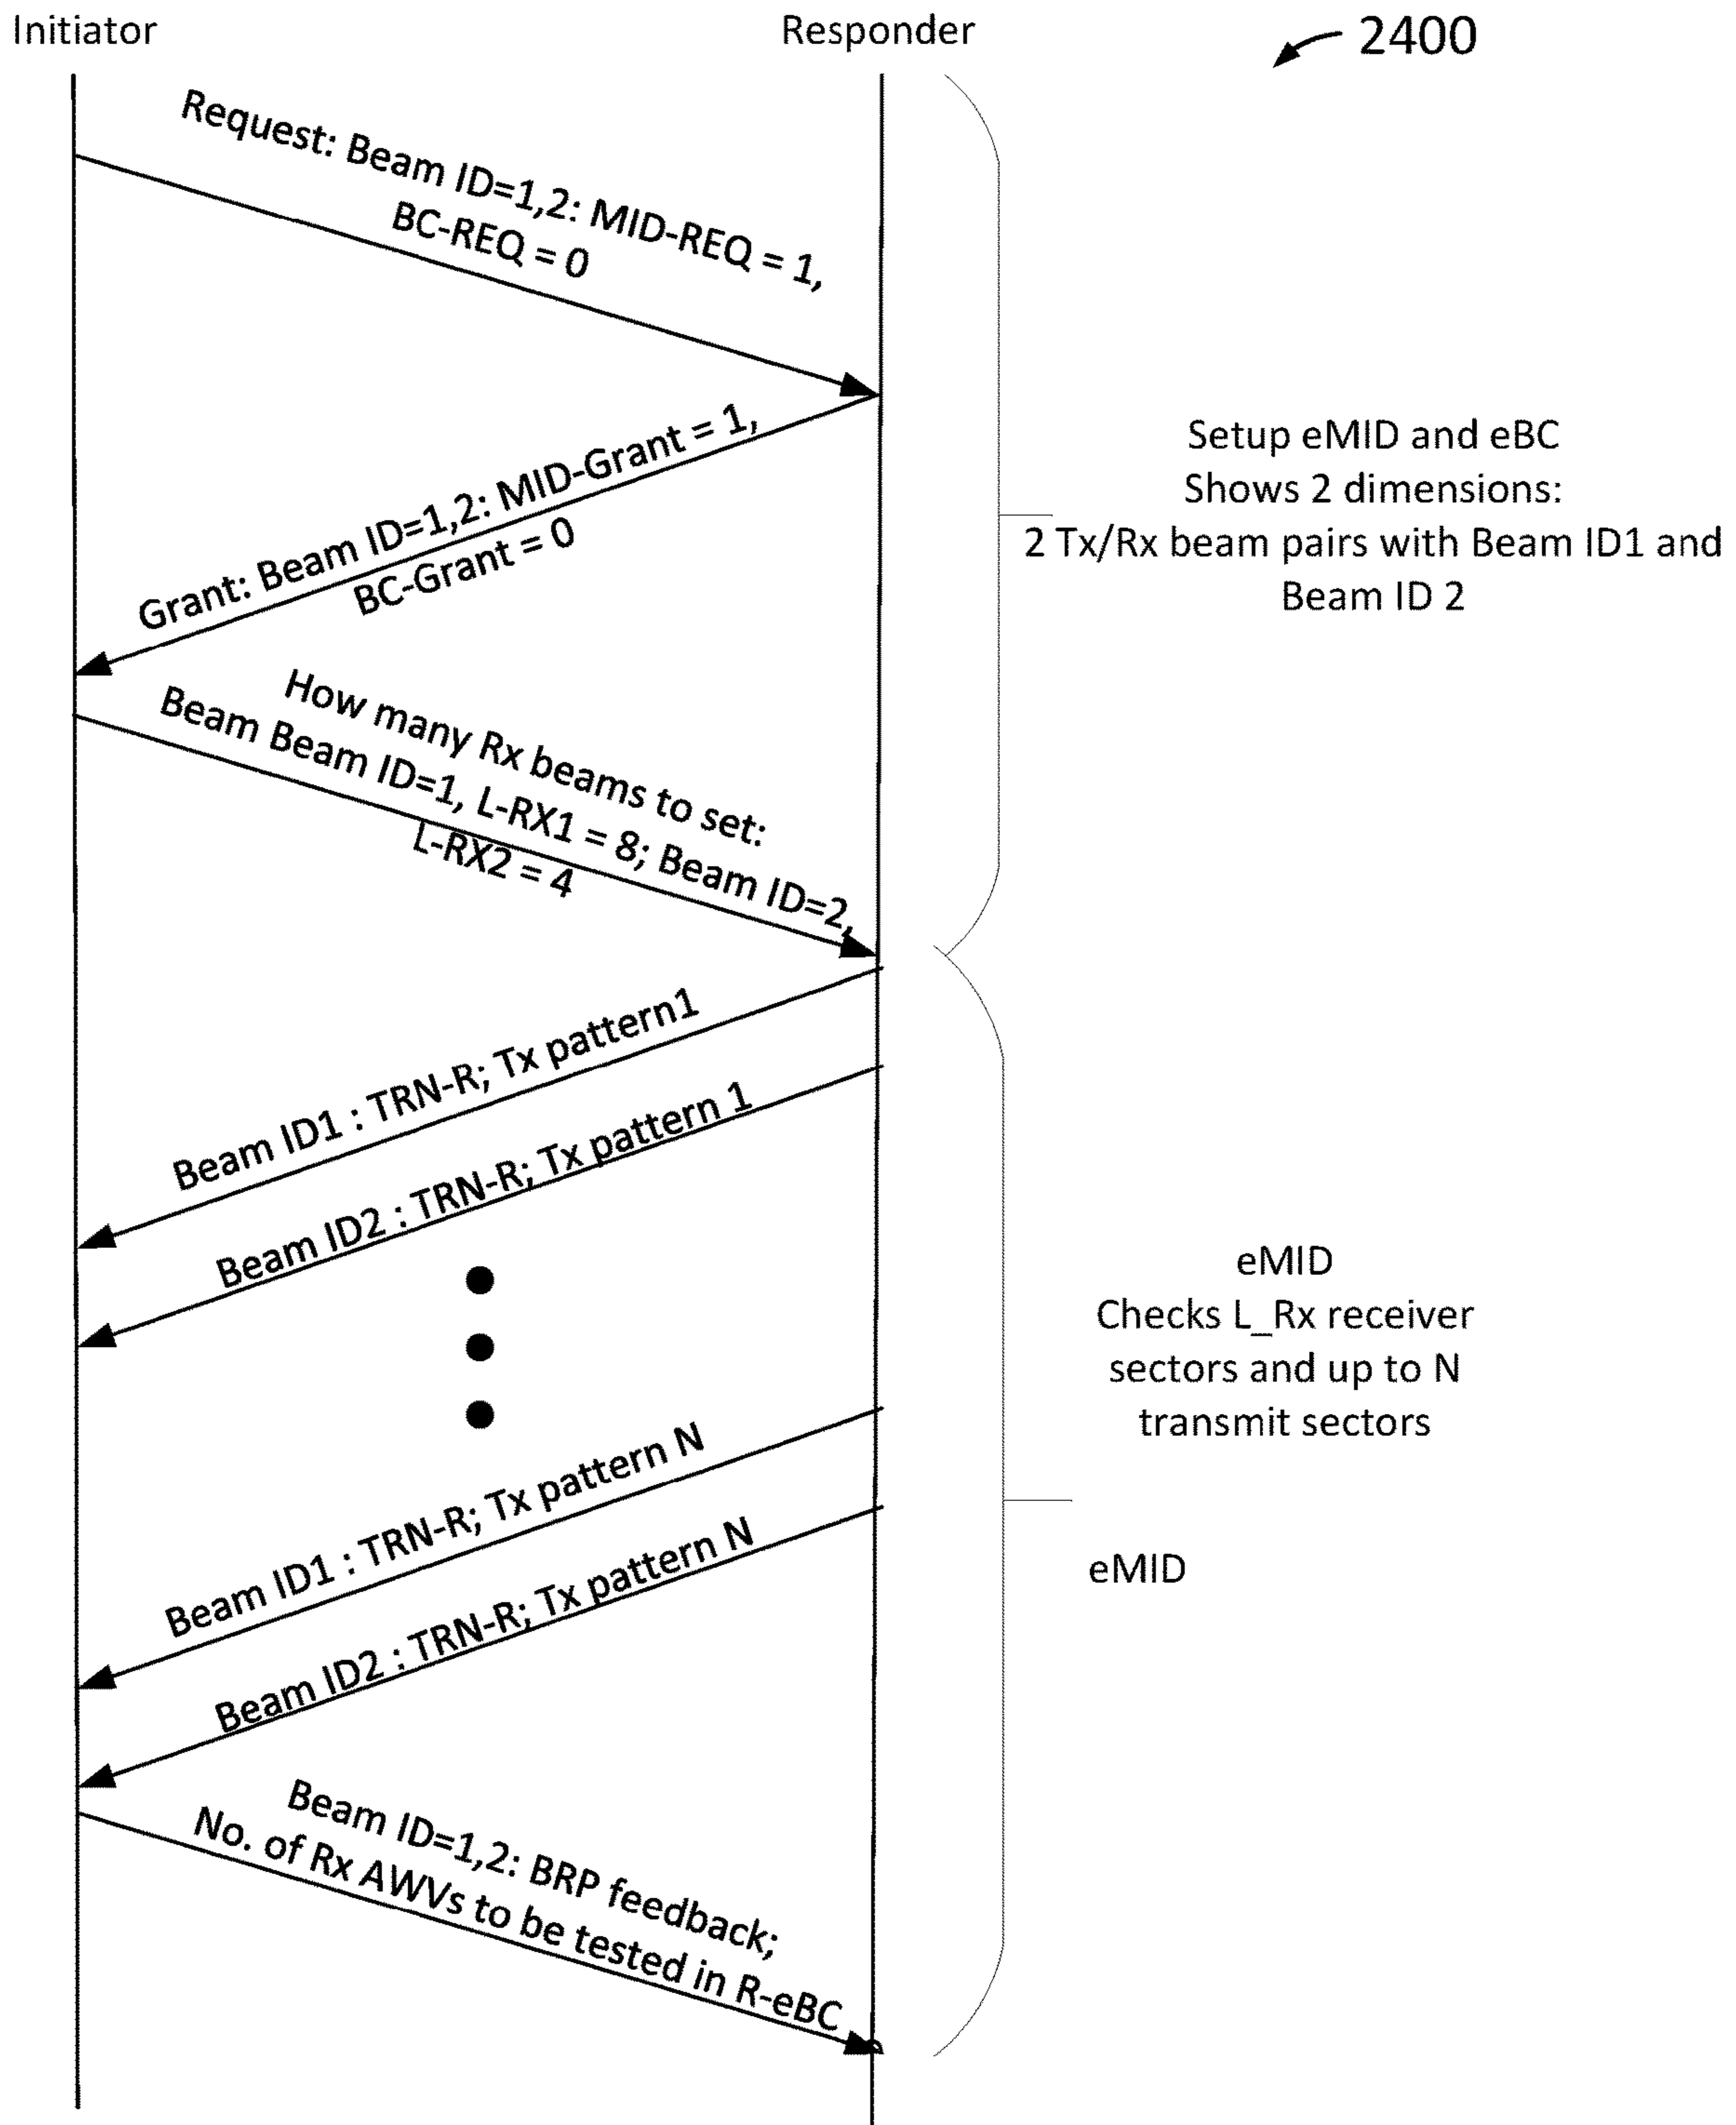 Initiator
Responder
2400
Request: Beam ID=1,2: MID-REQ = 1,
BC-REQ = 0
Grant: Beam ID=1,2: MID-Grant = 1,
BC-Grant = 0
Setup eMID and eBC
Shows 2 dimensions:
2 Tx/Rx beam pairs with Beam ID1 and
Beam ID 2
How many Rx beams to set:
Beam Beam ID=1, L-RX1 = 8; Beam ID=2,
L-RX2 = 4
Beam ID1 : TRN-R; Tx pattern1
Beam ID2 : TRN-R; Tx pattern 1
eMID
Checks L_Rx receiver
sectors and up to N
transmit sectors
Beam ID1 : TRN-R; Tx pattern N
Beam ID2 : TRN-R; Tx pattern N
eMID
Beam ID=1,2: BRP feedback;
No. of Rx AWVs to be tested in R-eBC